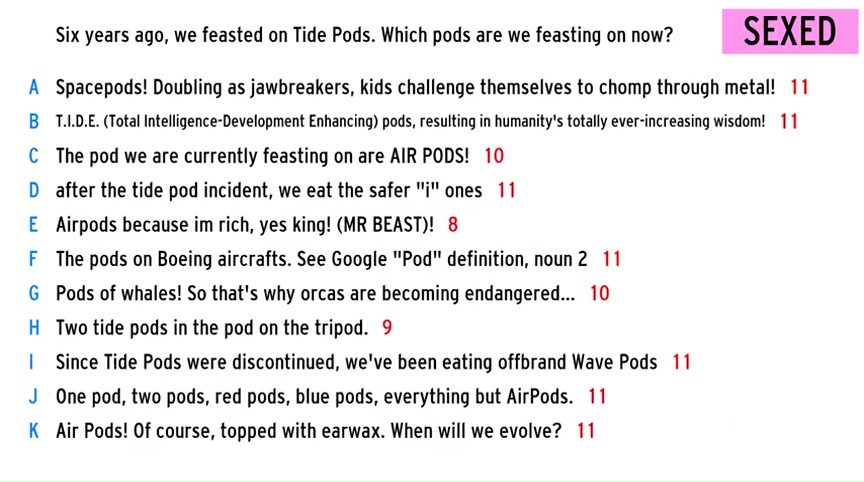 Six years ago, we feasted on Tide Pods. Which pods are we feasting on now?
SEXED
A Spacepods! Doubling as jawbreakers, kids challenge themselves to chomp through metal! 11
B T.I.D.E. (Total Intelligence-Development Enhancing) pods, resulting in humanity's totally ever-increasing wisdom! 11
C The pod we are currently feasting on are AIR PODS! 10
D after the tide pod incident, we eat the safer "i" ones 11
E Airpods because im rich, yes king! (MR BEAST)! 8
F The pods on Boeing aircrafts. See Google "Pod" definition, noun 2 11
G Pods of whales! So that's why orcas are becoming endangered... 10
H Two tide pods in the pod on the tripod. 9
I Since Tide Pods were discontinued, we've been eating offbrand Wave Pods 11
J One pod, two pods, red pods, blue pods, everything but AirPods. 11
K Air Pods! Of course, topped with earwax. When will we evolve? 11